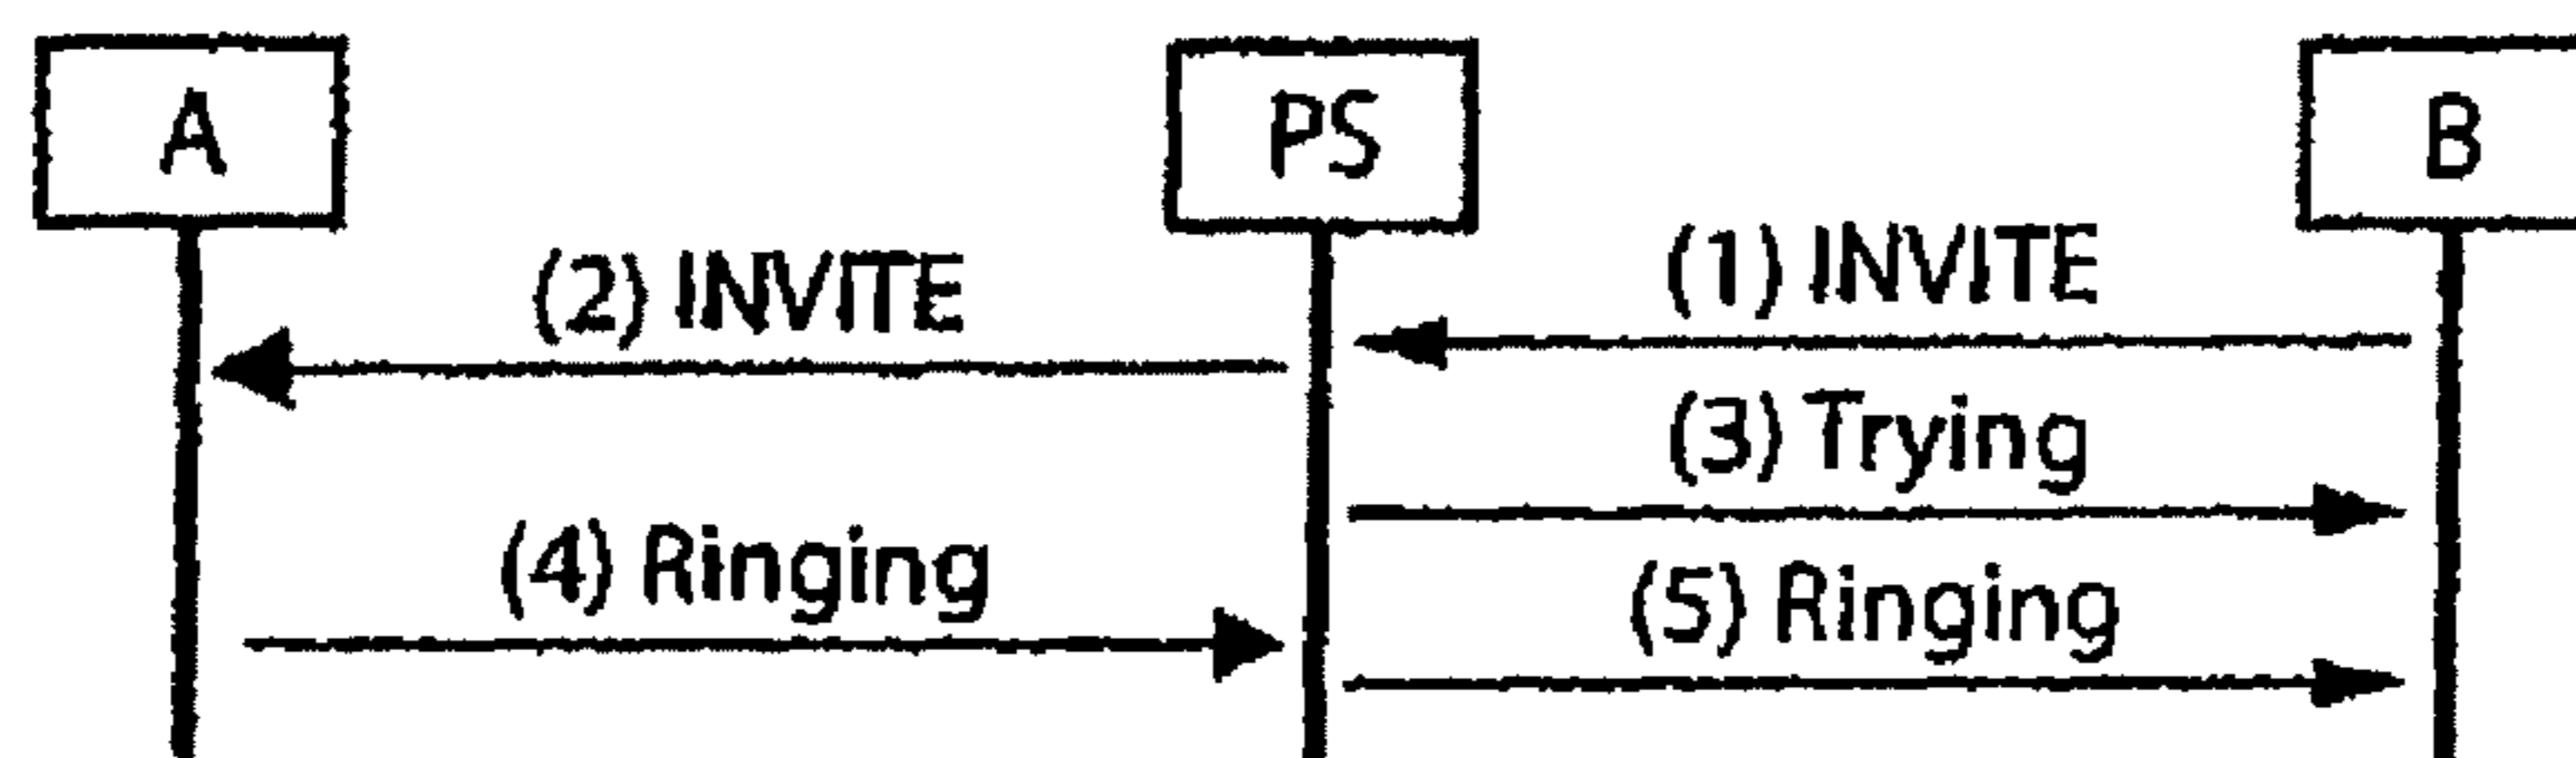 A
PS
B
(1) INVITE
(2) INVITE
(3) Trying
(4) Ringing
(5) Ringing